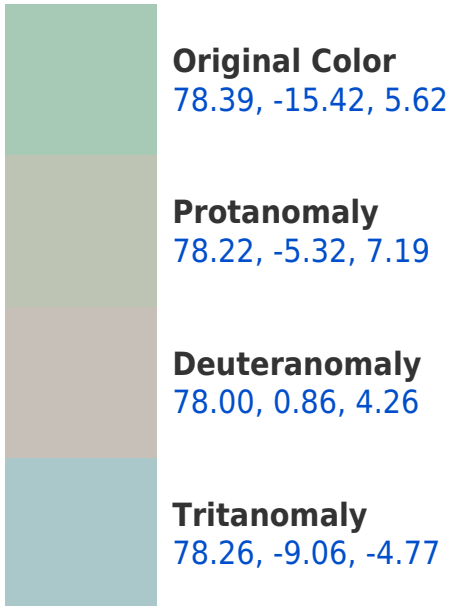 Original Color
78.39, -15.42, 5.62
Protanomaly
78.22, -5.32, 7.19
Deuteranomaly
78.00, 0.86, 4.26
Tritanomaly
78.26, -9.06, -4.77